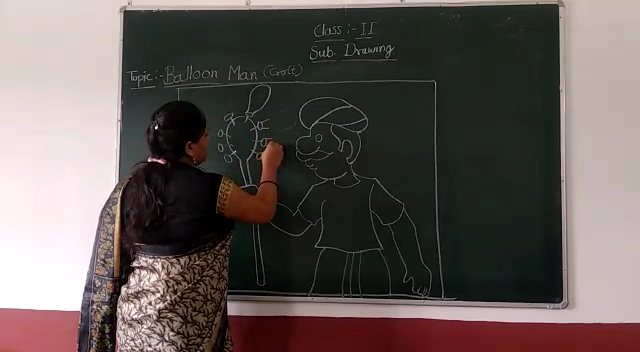 Class :- II
Sub. Drawing
Topic :- Balloon Man (Craft)